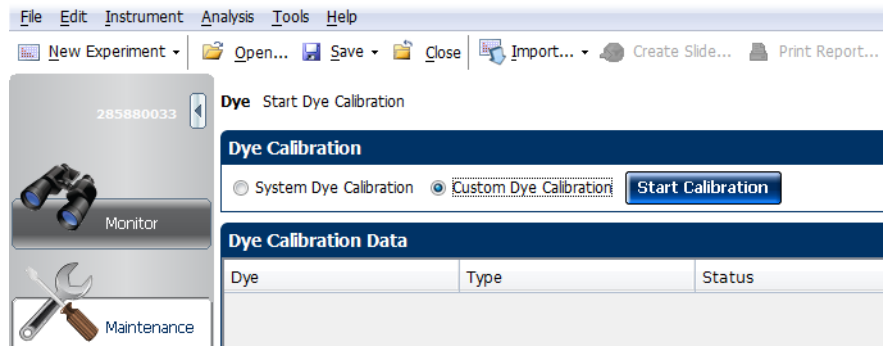 File Edit Instrument Analysis Tools Help
New Experiment Open... Save Close Import... Create Slide... Print Report...
285880033
Dye Start Dye Calibration
Dye Calibration
System Dye Calibration Custom Dye Calibration Start Calibration
Monitor
Dye Calibration Data
Dye Type Status
Maintenance